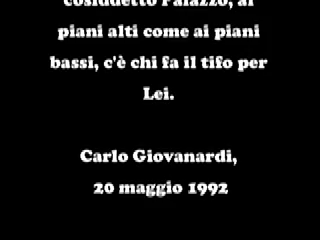 cosiddetto Palazzo, ai
piani alti come ai piani
bassi, c'è chi fa il tifo per
Lei.
Carlo Giovanardi,
20 maggio 1992